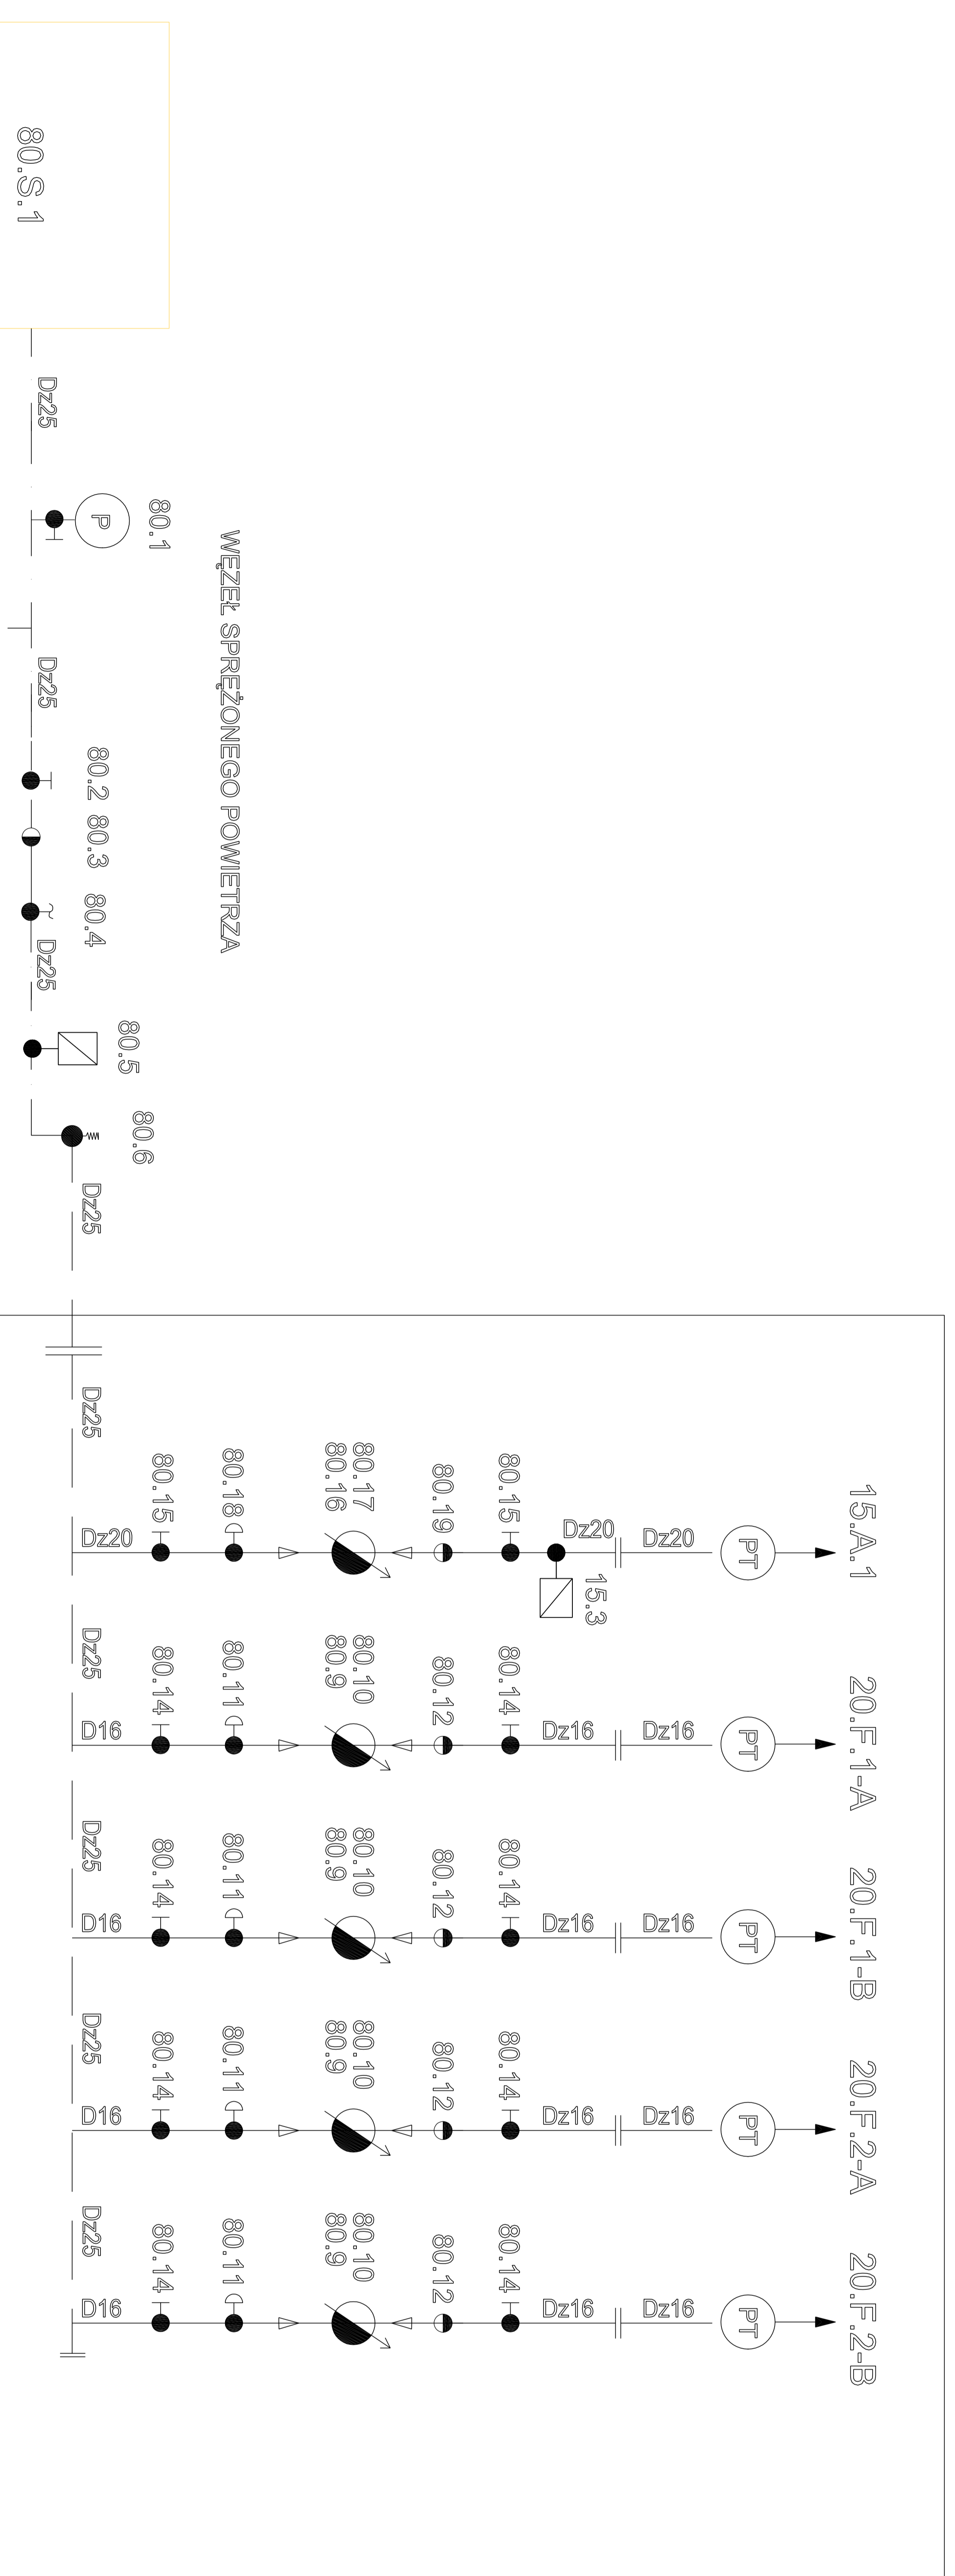 80.S.1
Dz25
80.1
P
WĘZEŁ SPRĘŻONEGO POWIETRZA
Dz25
80.2 80.3 80.4
Dz25
80.5
80.6
Dz25
Dz25
15.A.1
PT
Dz20
Dz20
15.3
80.15
80.19
80.17
80.16
80.18
80.15
Dz20
Dz25
20.F.1-A
PT
Dz16
Dz16
80.14
80.12
80.10
80.9
80.11
80.14
D16
Dz25
20.F.1-B
PT
Dz16
Dz16
80.14
80.12
80.10
80.9
80.11
80.14
D16
Dz25
20.F.2-A
PT
Dz16
Dz16
80.14
80.12
80.10
80.9
80.11
80.14
D16
Dz25
20.F.2-B
PT
Dz16
Dz16
80.14
80.12
80.10
80.9
80.11
80.14
D16